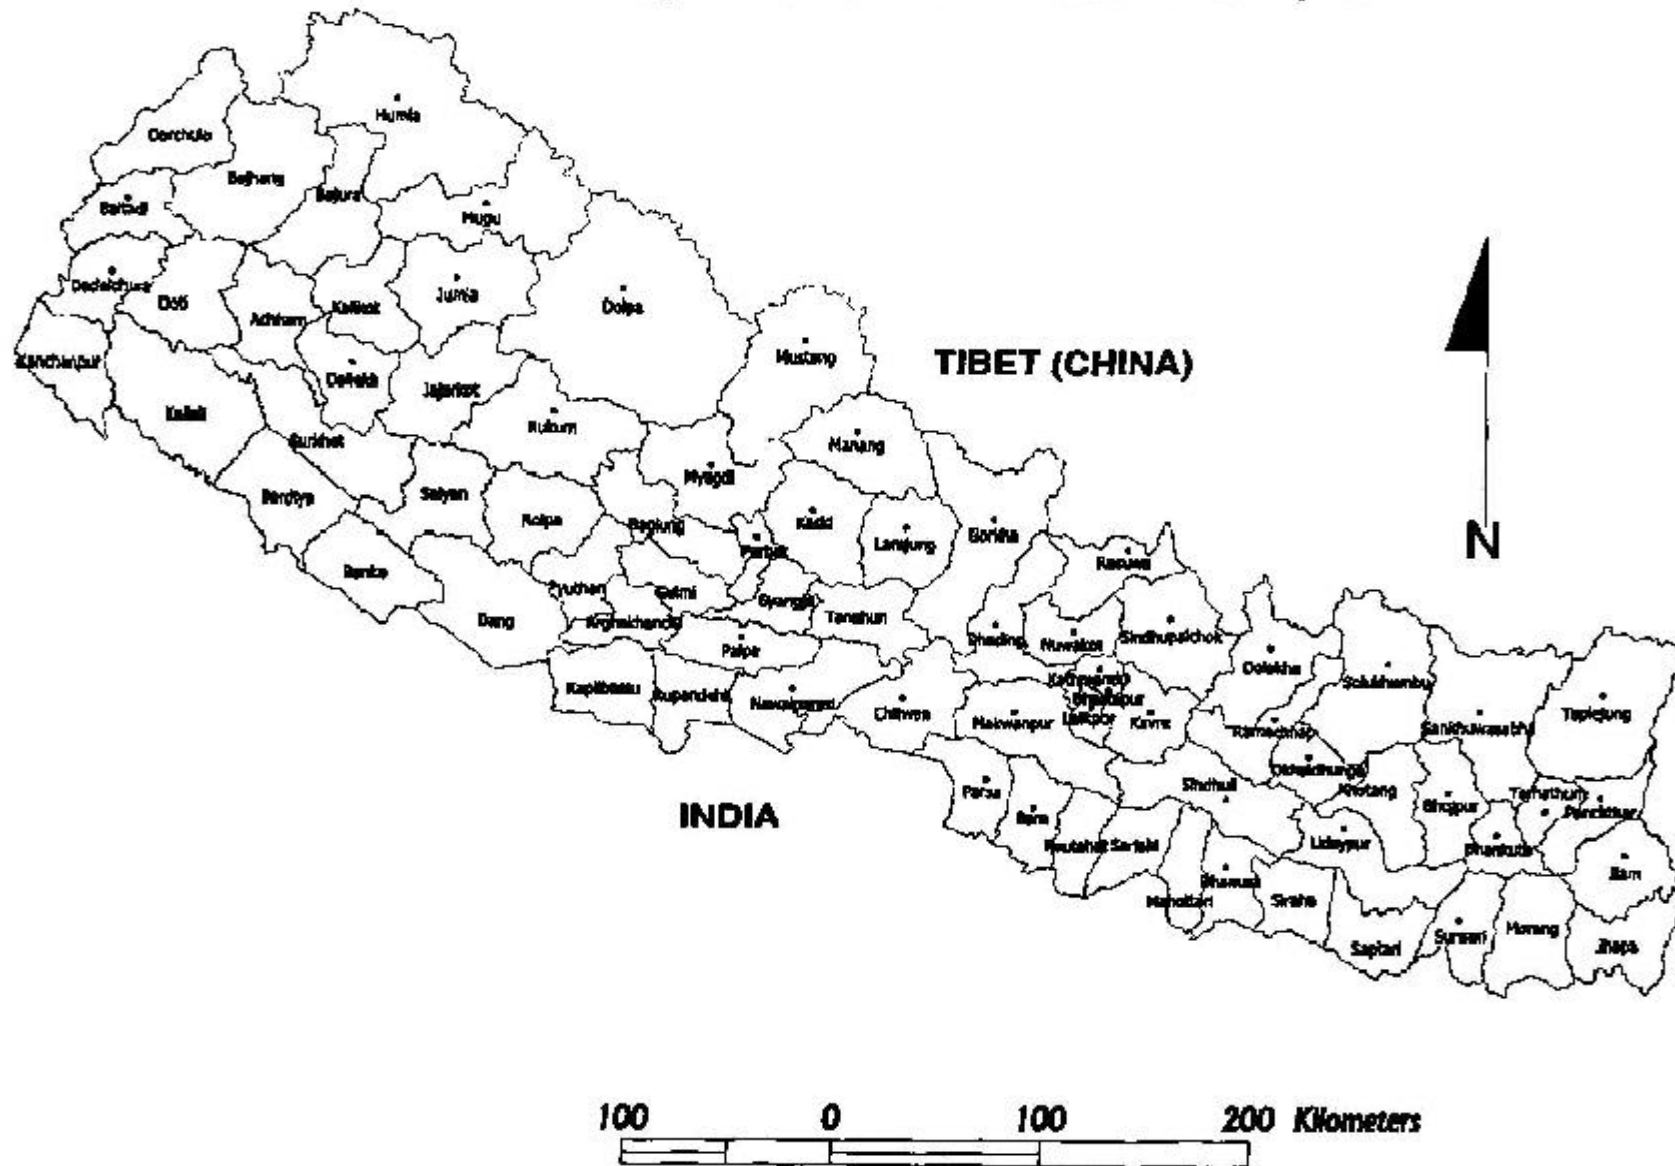 Humla
Darchula
Bajhang
Bajura
Baitadi
Mugu
Dadeldhura
Doti
Achham
Kalikot
Jumla
Dolpa
Kanchanpur
Dailekh
Jajarkot
Mustang
TIBET (CHINA)
Kailali
Surkhet
Rukum
Manang
Bardiya
Salyan
Rolpa
Baglung
Myagdi
Parbat
Kaski
Lamjung
Gorkha
N
Banke
Rasuwa
Dang
Pyuthan
Gulmi
Arghakhanchi
Syangja
Tanahun
Palpa
Dhading
Nuwakot
Sindhupalchok
Dolakha
Solukhumbu
Kapilbastu
Rupandehi
Chitwan
Makwanpur
Bhaktapur
Lalitpur
Kavre
Ramechhap
Sankhuwasabha
Taplejung
INDIA
Parsa
Bara
Sindhuli
Khotang
Bhojpur
Terhathum
Panchthar
Rautahat
Sarlahi
Udaypur
Dhankuta
Ilam
Mahottari
Dhanusa
Siraha
Saptari
Sunsari
Morang
Jhapa
100 0 100 200 Kilometers